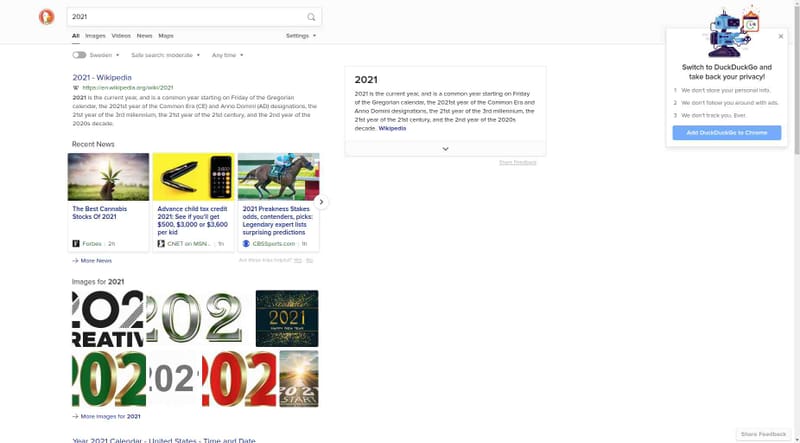 2021
All Images Videos News Maps Settings
Sweden Safe search: moderate Any time
2021 - Wikipedia
W https://en.wikipedia.org/wiki/2021
2021 is the current year, and is a common year starting on Friday of the Gregorian
calendar, the 2021st year of the Common Era (CE) and Anno Domini (AD) designations, the
21st year of the 3rd millennium, the 21st year of the 21st century, and the 2nd year of the
2020s decade.
Recent News
The Best Cannabis
Stocks Of 2021
Forbes 2h
Advance child tax credit
2021: See if you'll get
$500, $3,000 or $3,600
per kid
CNET on MSN... 1h
2021 Preakness Stakes
odds, contenders, picks:
Legendary expert lists
surprising predictions
CBSSports.com 1h
More News
Are these links helpful? Yes No
Images for 2021
202
REATIV
202
2021
HAPPY NEW YEAR
202
202
202
202
START
More Images for 2021
Year 2021 Calendar - United States - Time and Date
2021
2021 is the current year, and is a common year starting on Friday
of the Gregorian calendar, the 2021st year of the Common Era and
Anno Domini designations, the 21st year of the 3rd millennium, the
21st year of the 21st century, and the 2nd year of the 2020s
decade. Wikipedia
Share Feedback
Switch to DuckDuckGo and
take back your privacy!
1 We don't store your personal info.
2 We don't follow you around with ads.
3 We don't track you. Ever.
Add DuckDuckGo to Chrome
Share Feedback